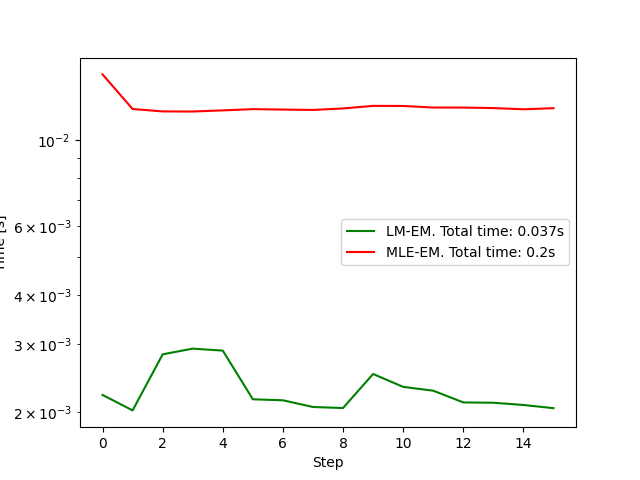 10⁻²
6 × 10⁻³
4 × 10⁻³
3 × 10⁻³
2 × 10⁻³
Time [s]
LM-EM. Total time: 0.037s
MLE-EM. Total time: 0.2s
0 2 4 6 8 10 12 14
Step